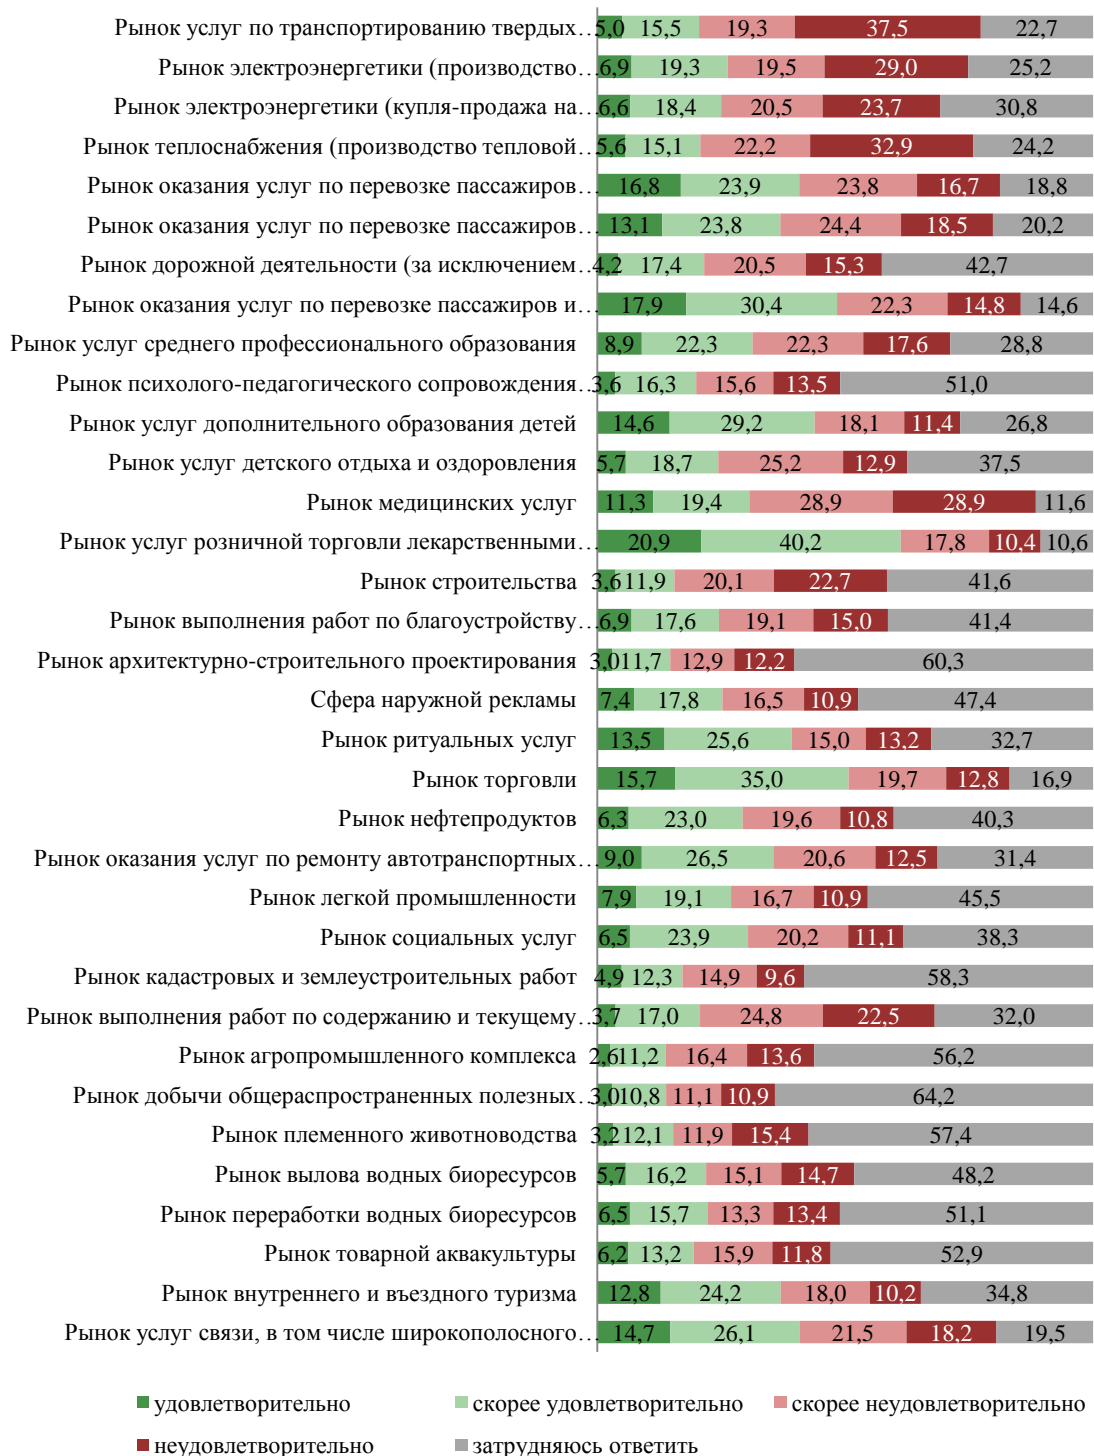 Рынок услуг по транспортированию твердых… 5,0 15,5 19,3 37,5 22,7
Рынок электроэнергетики (производство… 6,9 19,3 19,5 29,0 25,2
Рынок электроэнергетики (купля-продажа на… 6,6 18,4 20,5 23,7 30,8
Рынок теплоснабжения (производство тепловой… 5,6 15,1 22,2 32,9 24,2
Рынок оказания услуг по перевозке пассажиров… 16,8 23,9 23,8 16,7 18,8
Рынок оказания услуг по перевозке пассажиров… 13,1 23,8 24,4 18,5 20,2
Рынок дорожной деятельности (за исключением… 4,2 17,4 20,5 15,3 42,7
Рынок оказания услуг по перевозке пассажиров и… 17,9 30,4 22,3 14,8 14,6
Рынок услуг среднего профессионального образования 8,9 22,3 22,3 17,6 28,8
Рынок психолого-педагогического сопровождения… 3,6 16,3 15,6 13,5 51,0
Рынок услуг дополнительного образования детей 14,6 29,2 18,1 11,4 26,8
Рынок услуг детского отдыха и оздоровления 5,7 18,7 25,2 12,9 37,5
Рынок медицинских услуг 11,3 19,4 28,9 28,9 11,6
Рынок услуг розничной торговли лекарственными… 20,9 40,2 17,8 10,4 10,6
Рынок строительства 3,6 11,9 20,1 22,7 41,6
Рынок выполнения работ по благоустройству… 6,9 17,6 19,1 15,0 41,4
Рынок архитектурно-строительного проектирования 3,0 11,7 12,9 12,2 60,3
Сфера наружной рекламы 7,4 17,8 16,5 10,9 47,4
Рынок ритуальных услуг 13,5 25,6 15,0 13,2 32,7
Рынок торговли 15,7 35,0 19,7 12,8 16,9
Рынок нефтепродуктов 6,3 23,0 19,6 10,8 40,3
Рынок оказания услуг по ремонту автотранспортных… 9,0 26,5 20,6 12,5 31,4
Рынок легкой промышленности 7,9 19,1 16,7 10,9 45,5
Рынок социальных услуг 6,5 23,9 20,2 11,1 38,3
Рынок кадастровых и землеустроительных работ 4,9 12,3 14,9 9,6 58,3
Рынок выполнения работ по содержанию и текущему… 3,7 17,0 24,8 22,5 32,0
Рынок агропромышленного комплекса 2,6 11,2 16,4 13,6 56,2
Рынок добычи общераспространенных полезных… 3,0 10,8 11,1 10,9 64,2
Рынок племенного животноводства 3,2 12,1 11,9 15,4 57,4
Рынок вылова водных биоресурсов 5,7 16,2 15,1 14,7 48,2
Рынок переработки водных биоресурсов 6,5 15,7 13,3 13,4 51,1
Рынок товарной аквакультуры 6,2 13,2 15,9 11,8 52,9
Рынок внутреннего и въездного туризма 12,8 24,2 18,0 10,2 34,8
Рынок услуг связи, в том числе широкополосного… 14,7 26,1 21,5 18,2 19,5
удовлетворительно скорее удовлетворительно скорее неудовлетворительно
неудовлетворительно затрудняюсь ответить